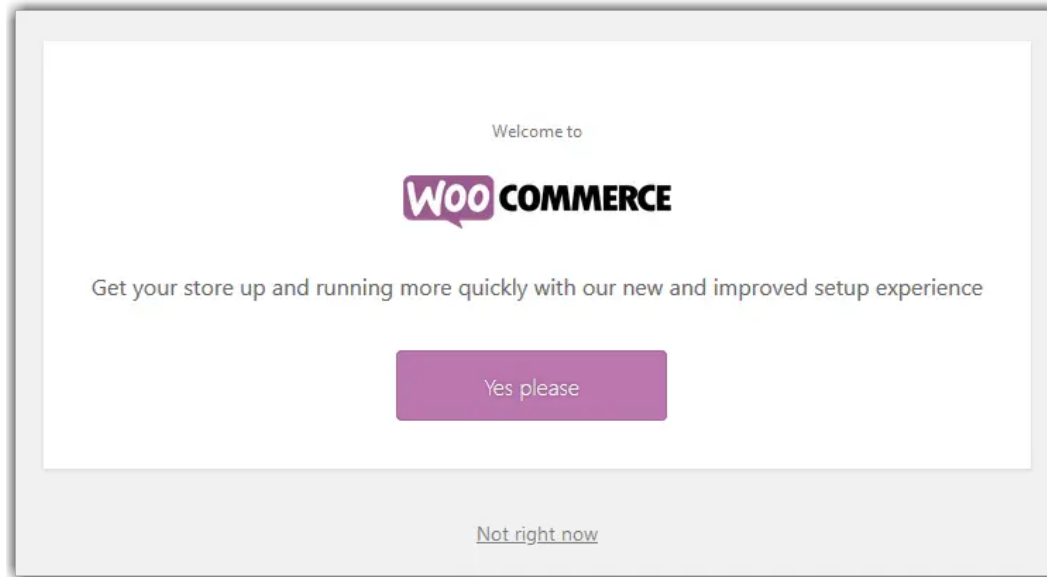 Welcome to
WOO COMMERCE
Get your store up and running more quickly with our new and improved setup experience
Yes please
Not right now